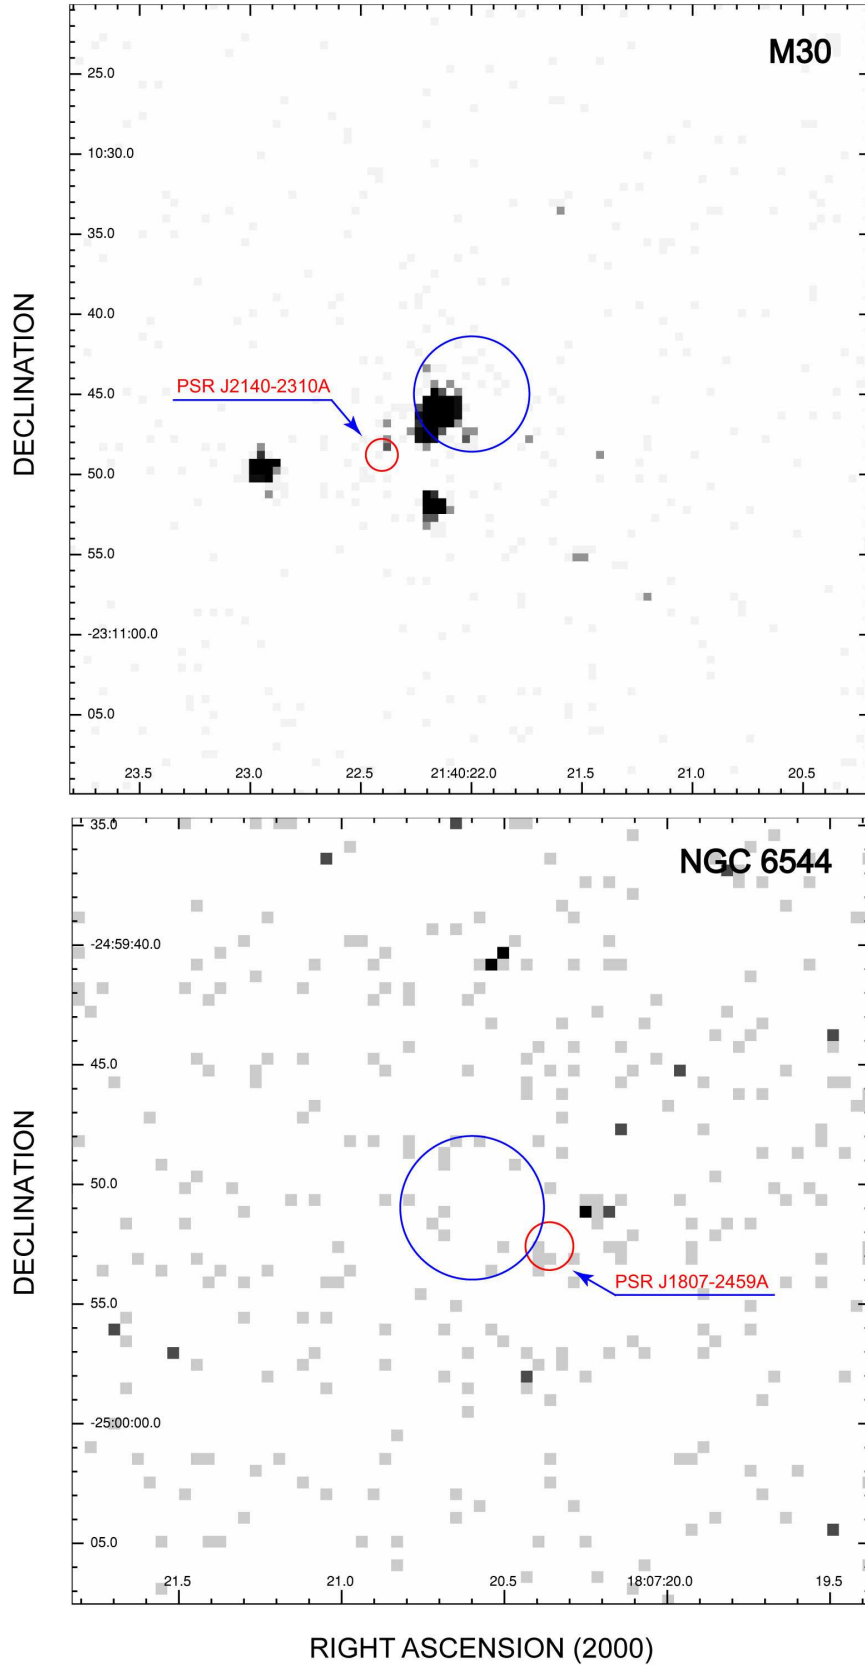 M30
25.0
10:30.0
35.0
40.0
45.0
50.0
55.0
-23:11:00.0
05.0
DECLINATION
PSR J2140-2310A
23.5 23.0 22.5 21:40:22.0 21.5 21.0 20.5
NGC 6544
35.0
-24:59:40.0
45.0
50.0
55.0
-25:00:00.0
05.0
DECLINATION
PSR J1807-2459A
21.5 21.0 20.5 18:07:20.0 19.5
RIGHT ASCENSION (2000)